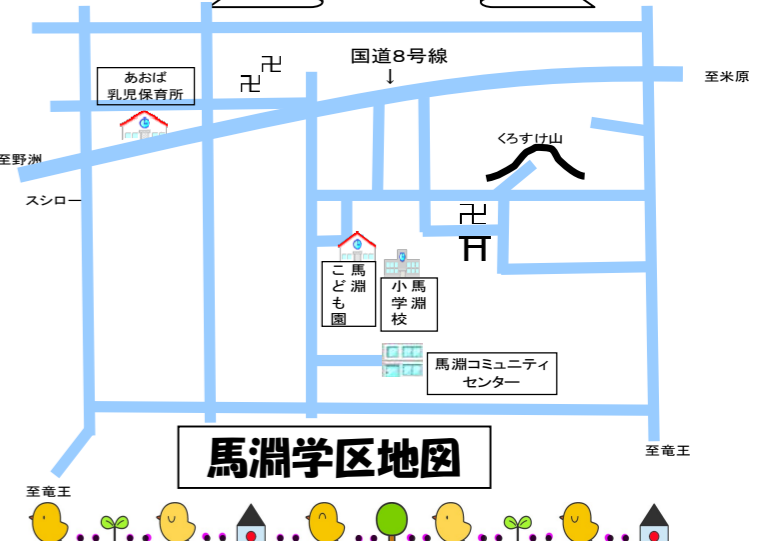 国道8号線
↓
至米原
あおば
乳児保育所
卍
卍
くろすけ山
至野洲
スシロー
卍
馬淵
こども園
馬淵
小学校
馬淵コミュニティ
センター
馬淵学区地図
至竜王
至竜王